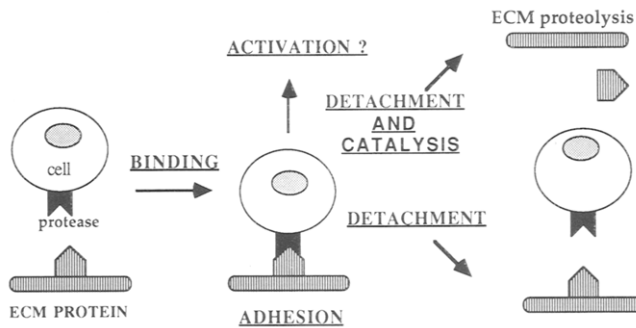 ECM proteolysis
ACTIVATION ?
DETACHMENT
AND
CATALYSIS
BINDING
cell
protease
DETACHMENT
ECM PROTEIN
ADHESION